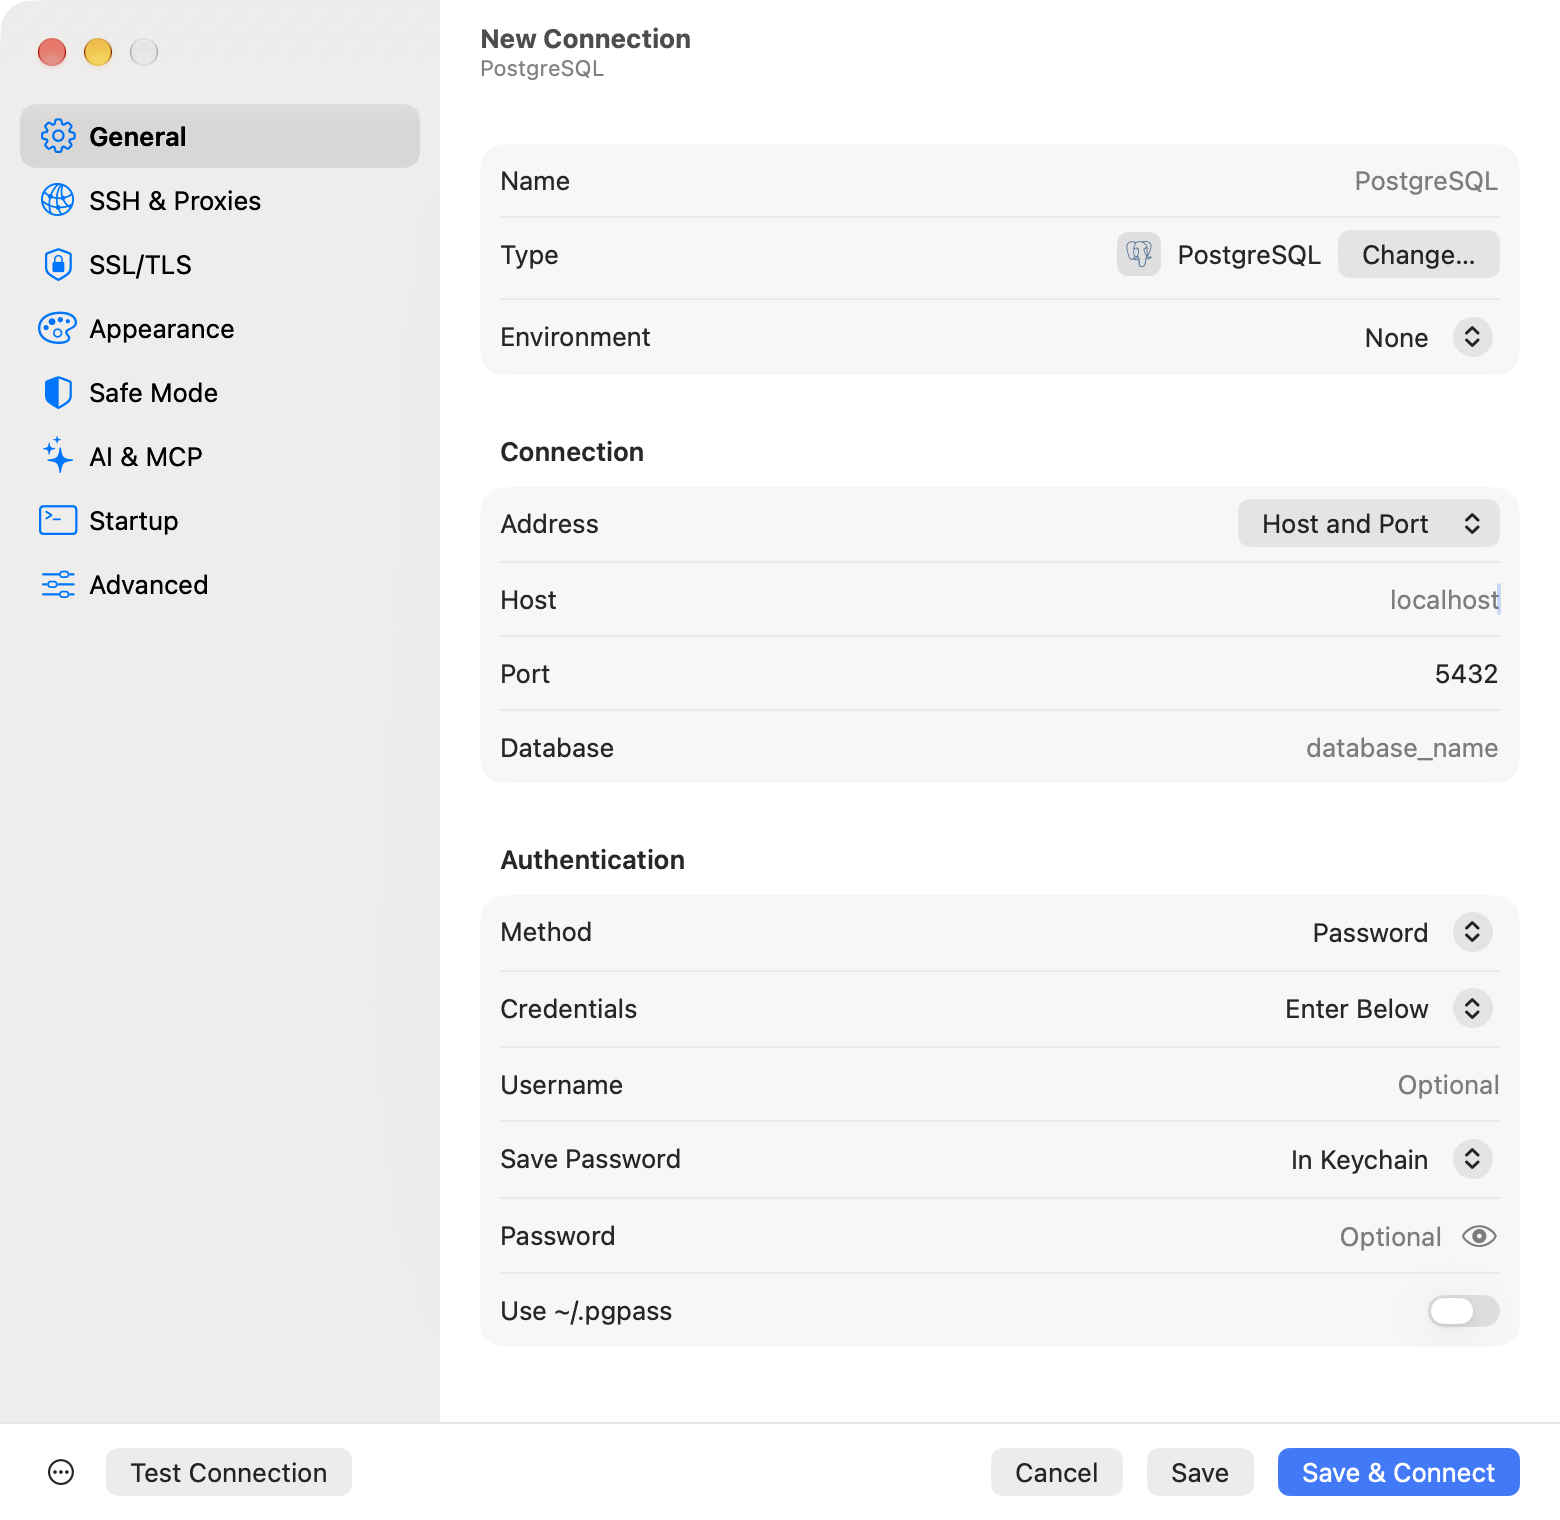 New Connection
PostgreSQL
General
SSH & Proxies
SSL/TLS
Appearance
Safe Mode
AI & MCP
Startup
Advanced
Name PostgreSQL
Type PostgreSQL Change...
Environment None
Connection
Address Host and Port
Host localhost
Port 5432
Database database_name
Authentication
Method Password
Credentials Enter Below
Username Optional
Save Password In Keychain
Password Optional
Use ~/.pgpass
Test Connection Cancel Save Save & Connect